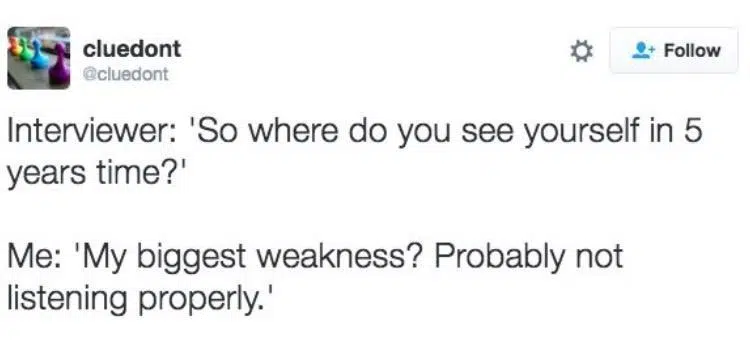 cluedont
Follow
@cluedont
Interviewer: 'So where do you see yourself in 5
years time?'
Me: 'My biggest weakness? Probably not
listening properly.'